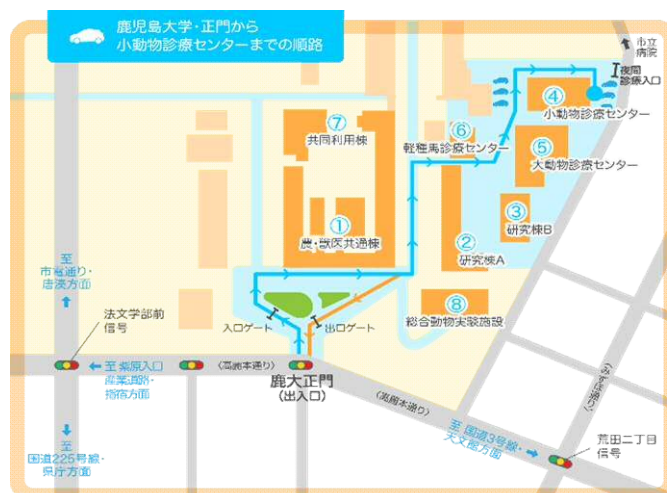 鹿児島大学・正門から
小動物診療センターまでの順路
市立
病院
夜間
診療入口
④
小動物診療センター
⑦
共同利用棟
⑥
軽種馬診療センター
⑤
大動物診療センター
①
農・獣医共通棟
③
研究棟B
②
研究棟A
至
市電通り・
唐湊方面
⑧
総合動物実験施設
入口ゲート
出口ゲート
法文学部前
信号
至 紫原入口
産業道路・
指宿方面
〈高麗本通り〉
鹿大正門
(出入口)
〈高麗本通り〉
〈みずほ通り〉
至 国道3号線・
天文館方面
荒田二丁目
信号
至
国道225号線・
県庁方面